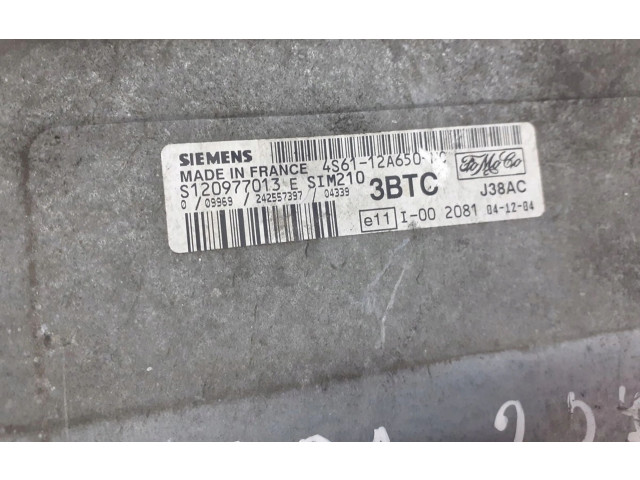 SIEMENS
MADE IN FRANCE 4S61-12A650- FoMoCo
S120977013 E SIM210 3BTC J38AC
0 / 09969 / 242557397 / 04339
e11 I-00 2081 04-12-04